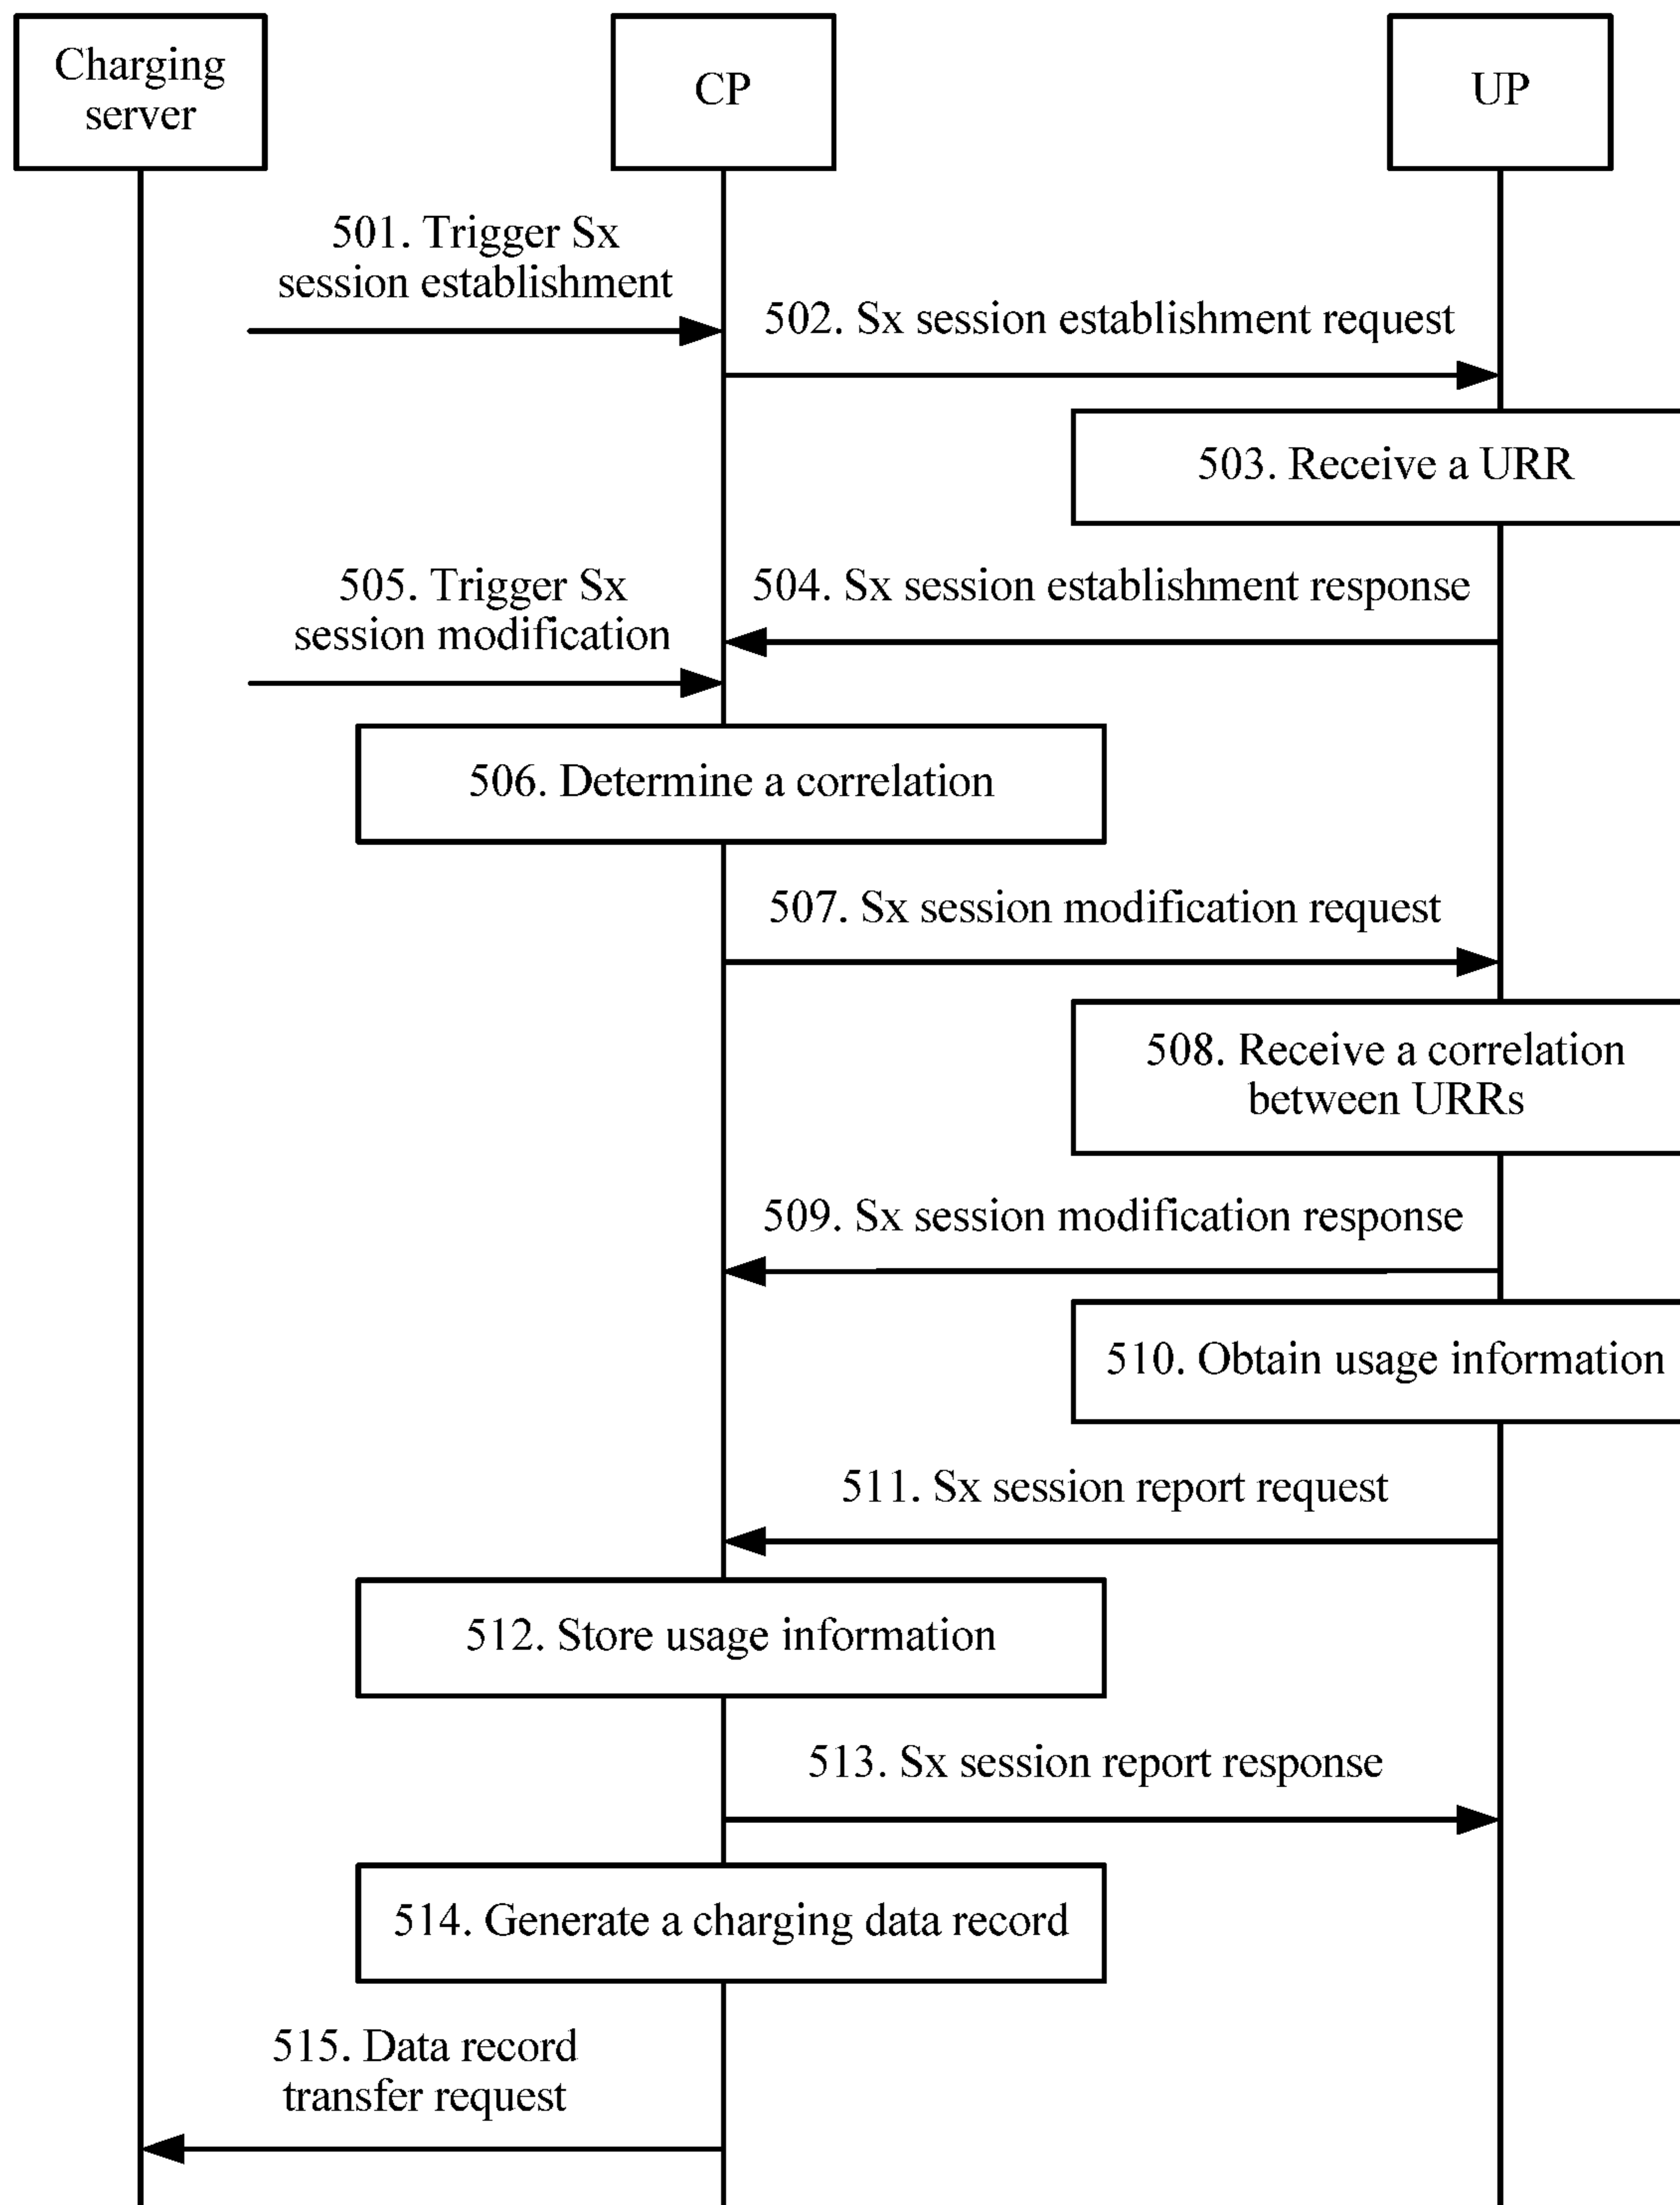 Charging
server
CP
UP
501. Trigger Sx
session establishment
502. Sx session establishment request
503. Receive a URR
504. Sx session establishment response
505. Trigger Sx
session modification
506. Determine a correlation
507. Sx session modification request
508. Receive a correlation
between URRs
509. Sx session modification response
510. Obtain usage information
511. Sx session report request
512. Store usage information
513. Sx session report response
514. Generate a charging data record
515. Data record
transfer request